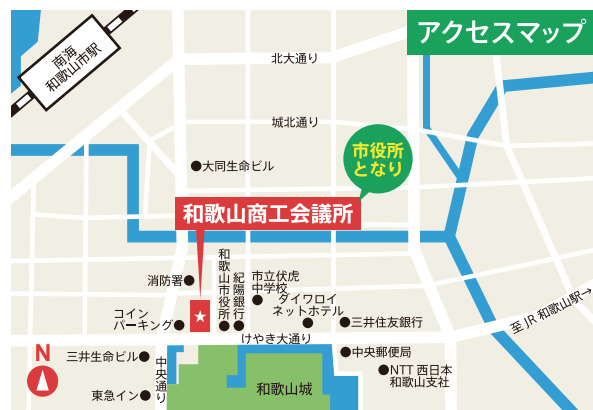 アクセスマップ
南海
和歌山市駅
北大通り
城北通り
市役所
となり
大同生命ビル
和歌山商工会議所
和歌山市役所
紀陽銀行
市立伏虎
中学校
消防署
ダイワロイ
ネットホテル
コイン
パーキング
三井住友銀行
至JR 和歌山駅→
けやき大通り
N
三井生命ビル
中央通り
中央郵便局
NTT 西日本
和歌山支社
東急イン
和歌山城